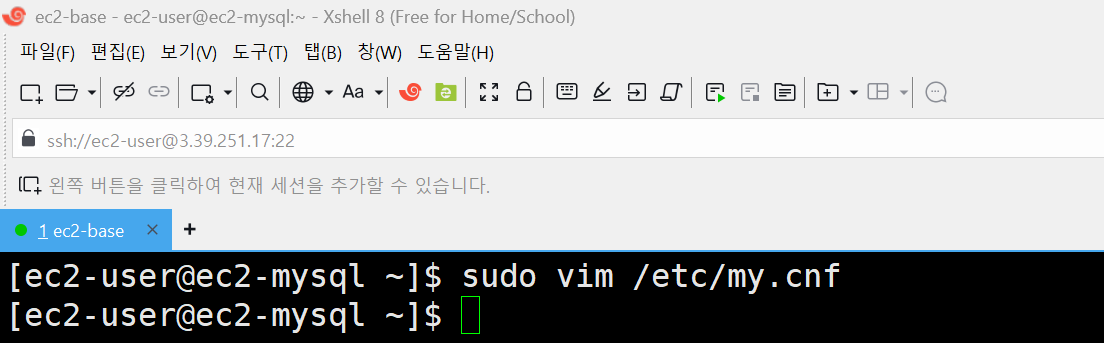 ec2-base - ec2-user@ec2-mysql:~ - Xshell 8 (Free for Home/School)
파일(F) 편집(E) 보기(V) 도구(T) 탭(B) 창(W) 도움말(H)
Aa
ssh://ec2-user@3.39.251.17:22
왼쪽 버튼을 클릭하여 현재 세션을 추가할 수 있습니다.
1 ec2-base × +
[ec2-user@ec2-mysql ~]$ sudo vim /etc/my.cnf
[ec2-user@ec2-mysql ~]$